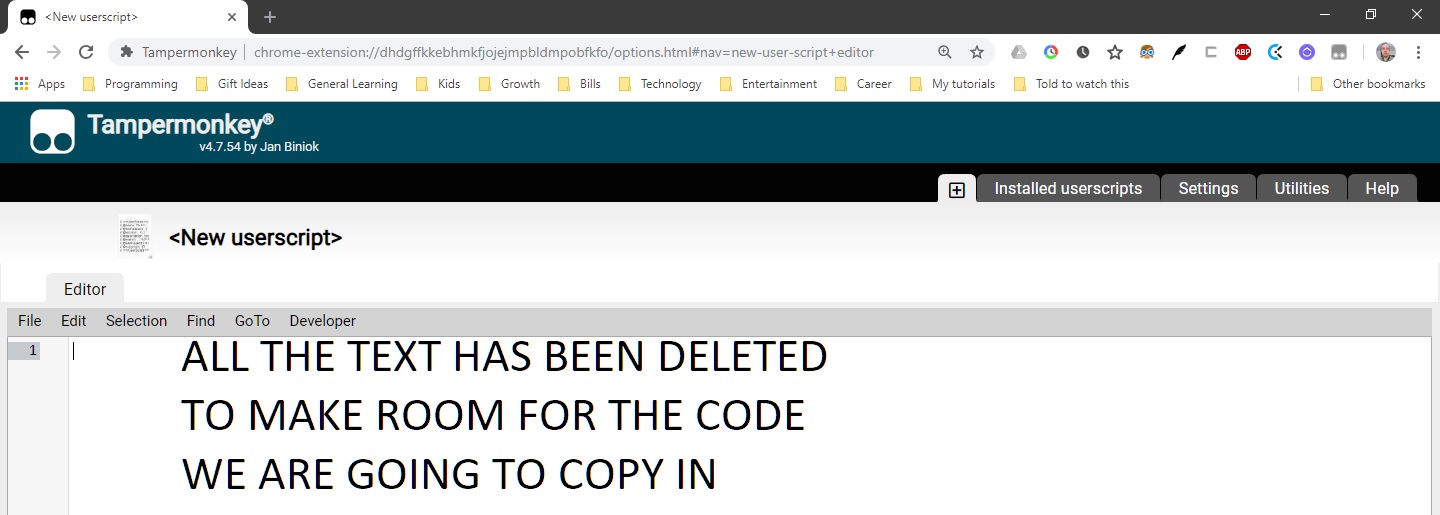 <New userscript>
Tampermonkey chrome-extension://dhdgffkkebhmkfjojejmpbldmpobfkfo/options.html#nav=new-user-script+editor
ABP
Apps Programming Gift Ideas General Learning Kids Growth Bills Technology Entertainment Career My tutorials Told to watch this Other bookmarks
Tampermonkey®
v4.7.54 by Jan Biniok
Installed userscripts Settings Utilities Help
<New userscript>
Editor
File Edit Selection Find GoTo Developer
1
ALL THE TEXT HAS BEEN DELETED
TO MAKE ROOM FOR THE CODE
WE ARE GOING TO COPY IN